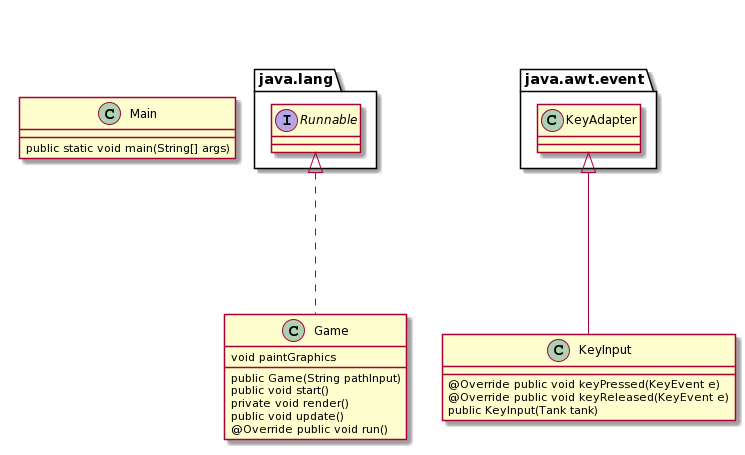 java.lang
java.awt.event
C Main
public static void main(String[] args)
I Runnable
C KeyAdapter
C Game
void paintGraphics
public Game(String pathInput)
public void start()
private void render()
public void update()
@Override public void run()
C KeyInput
@Override public void keyPressed(KeyEvent e)
@Override public void keyReleased(KeyEvent e)
public KeyInput(Tank tank)